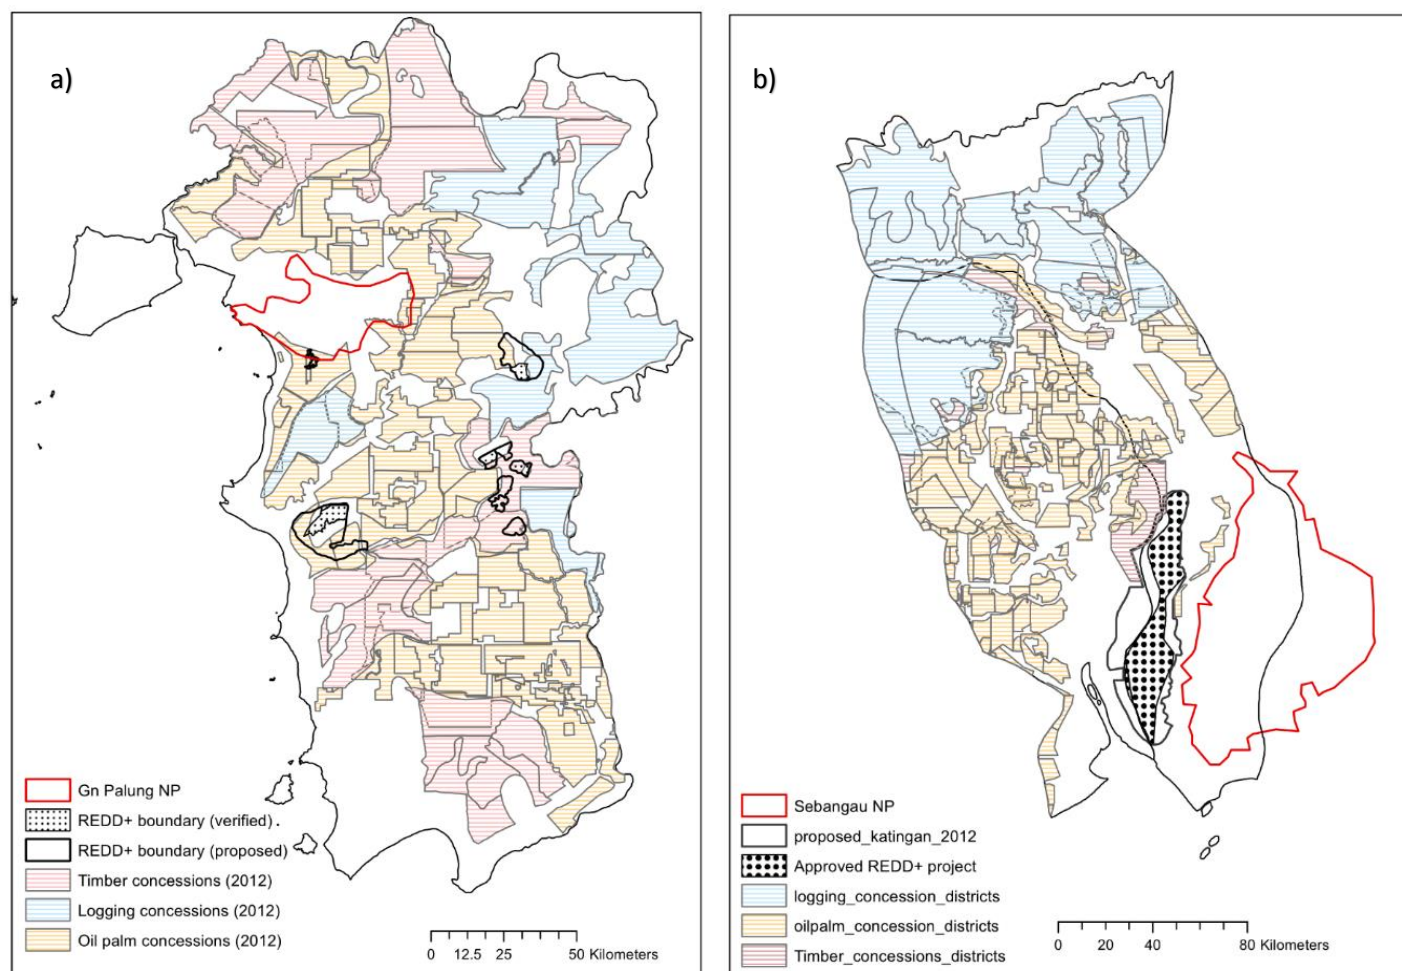 a)
Gn Palung NP
REDD+ boundary (verified).
REDD+ boundary (proposed)
Timber concessions (2012)
Logging concessions (2012)
Oil palm concessions (2012)
0 12.5 25 50 Kilometers
b)
Sebangau NP
proposed_katingan_2012
Approved REDD+ project
logging_concession_districts
oilpalm_concession_districts
Timber_concessions_districts
0 20 40 80 Kilometers